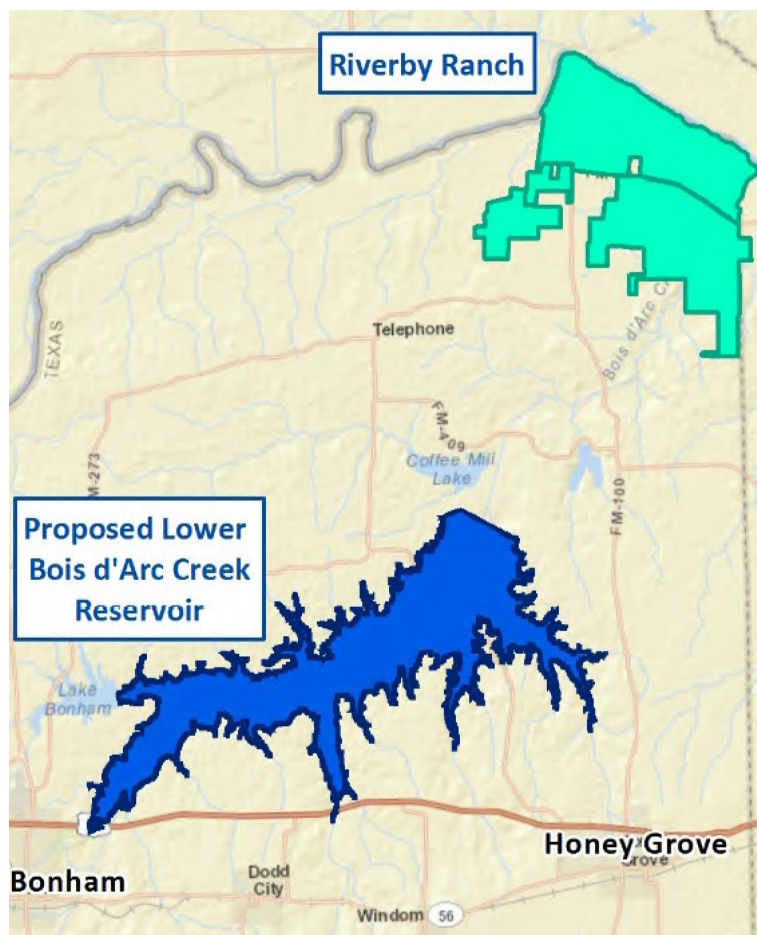 Riverby Ranch
FM
TEXAS
Telephone
Bois d'Arc Cr
FM-409
Coffee Mill
Lake
M-273
FM-100
Proposed Lower
Bois d'Arc Creek
Reservoir
Lake
Bonham
Honey Grove
Grove
Bonham
Dodd
City
Windom
56